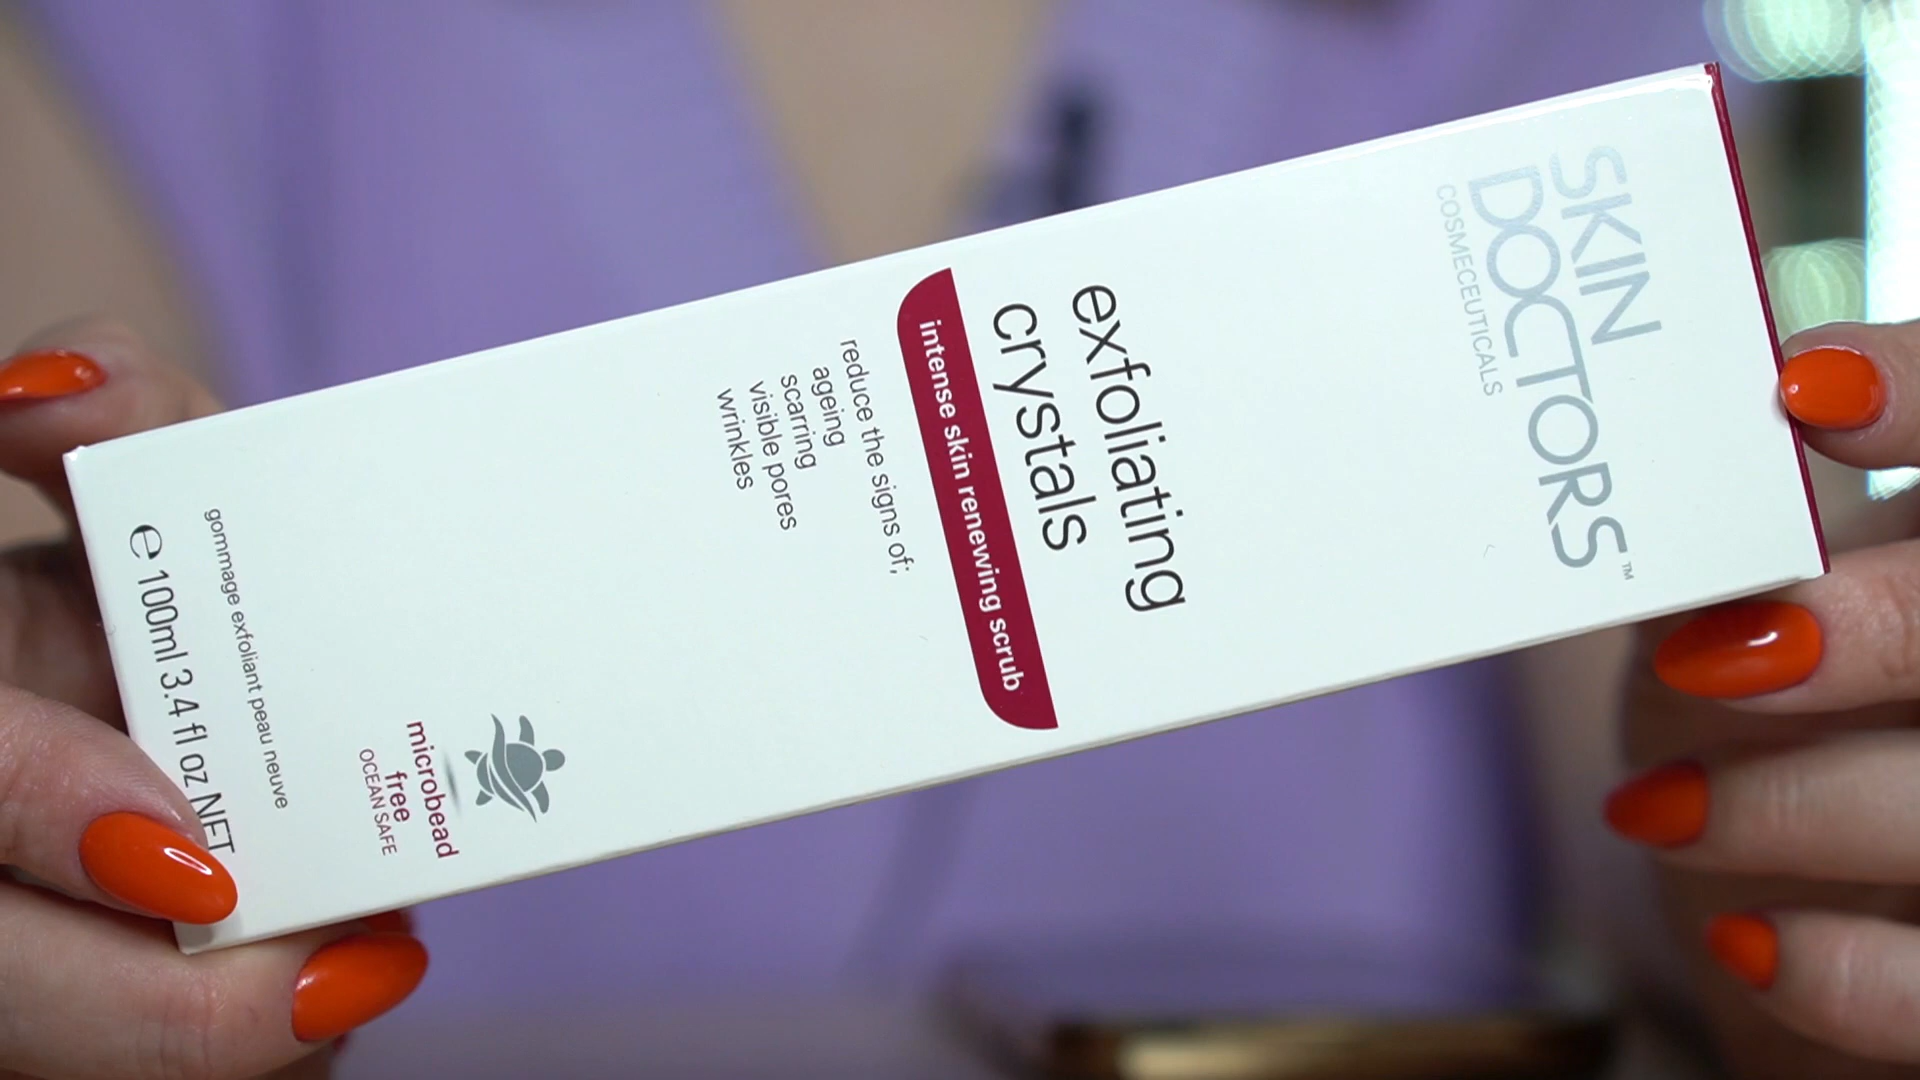 SKIN
DOCTORS™
COSMECEUTICALS
exfoliating
crystals
intense skin renewing scrub
reduce the signs of;
ageing
scarring
visible pores
wrinkles
microbead
free
OCEAN SAFE
gommage exfoliant peau neuve
℮ 100ml 3.4 fl oz NET